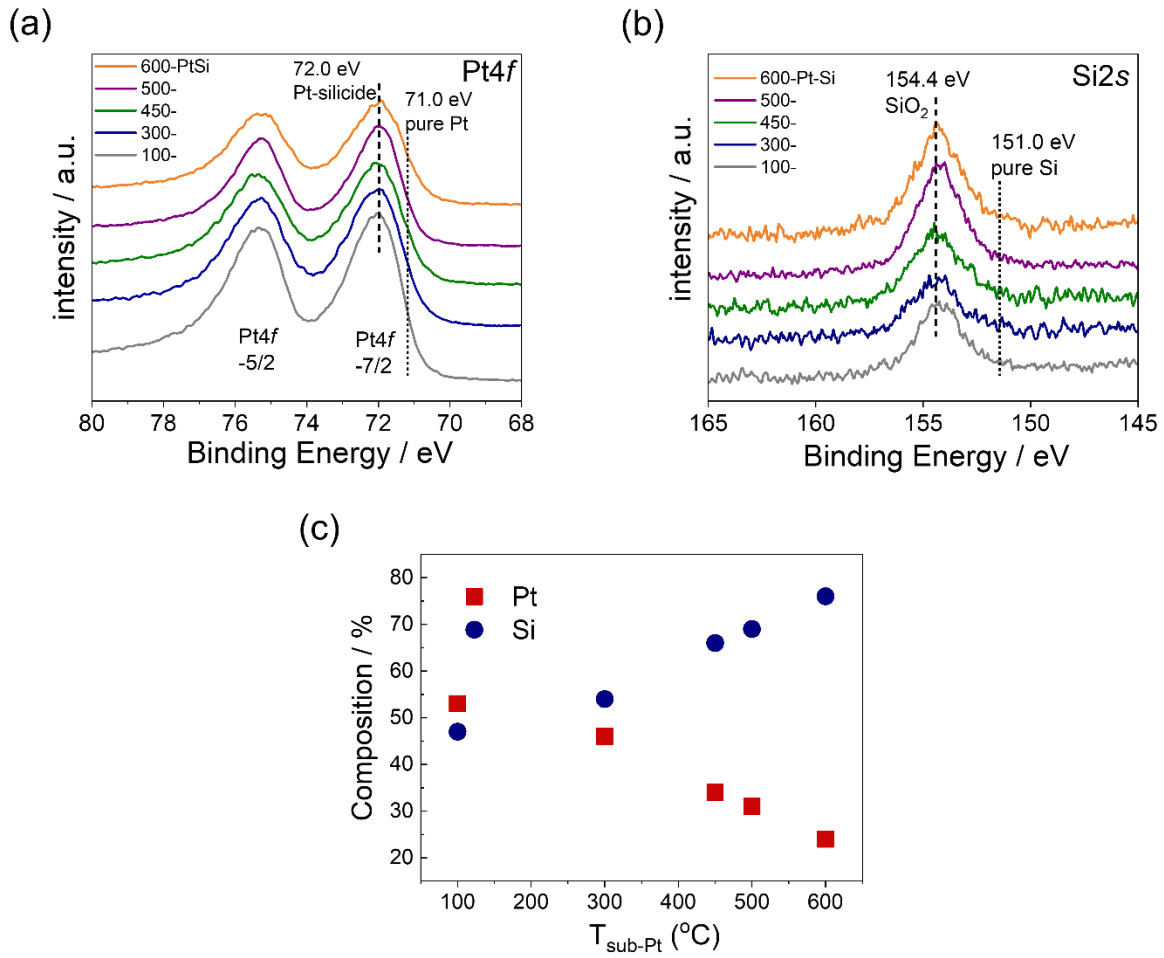 (a)
600-PtSi
500-
450-
300-
100-
72.0 eV
Pt-silicide
71.0 eV
pure Pt
Pt4f
Pt4f
-5/2
Pt4f
-7/2
intensity / a.u.
80 78 76 74 72 70 68
Binding Energy / eV
(b)
600-Pt-Si
500-
450-
300-
100-
154.4 eV
SiO2
151.0 eV
pure Si
Si2s
intensity / a.u.
165 160 155 150 145
Binding Energy / eV
(c)
Pt
Si
Composition / %
80
70
60
50
40
30
20
100 200 300 400 500 600
Tsub-Pt (°C)